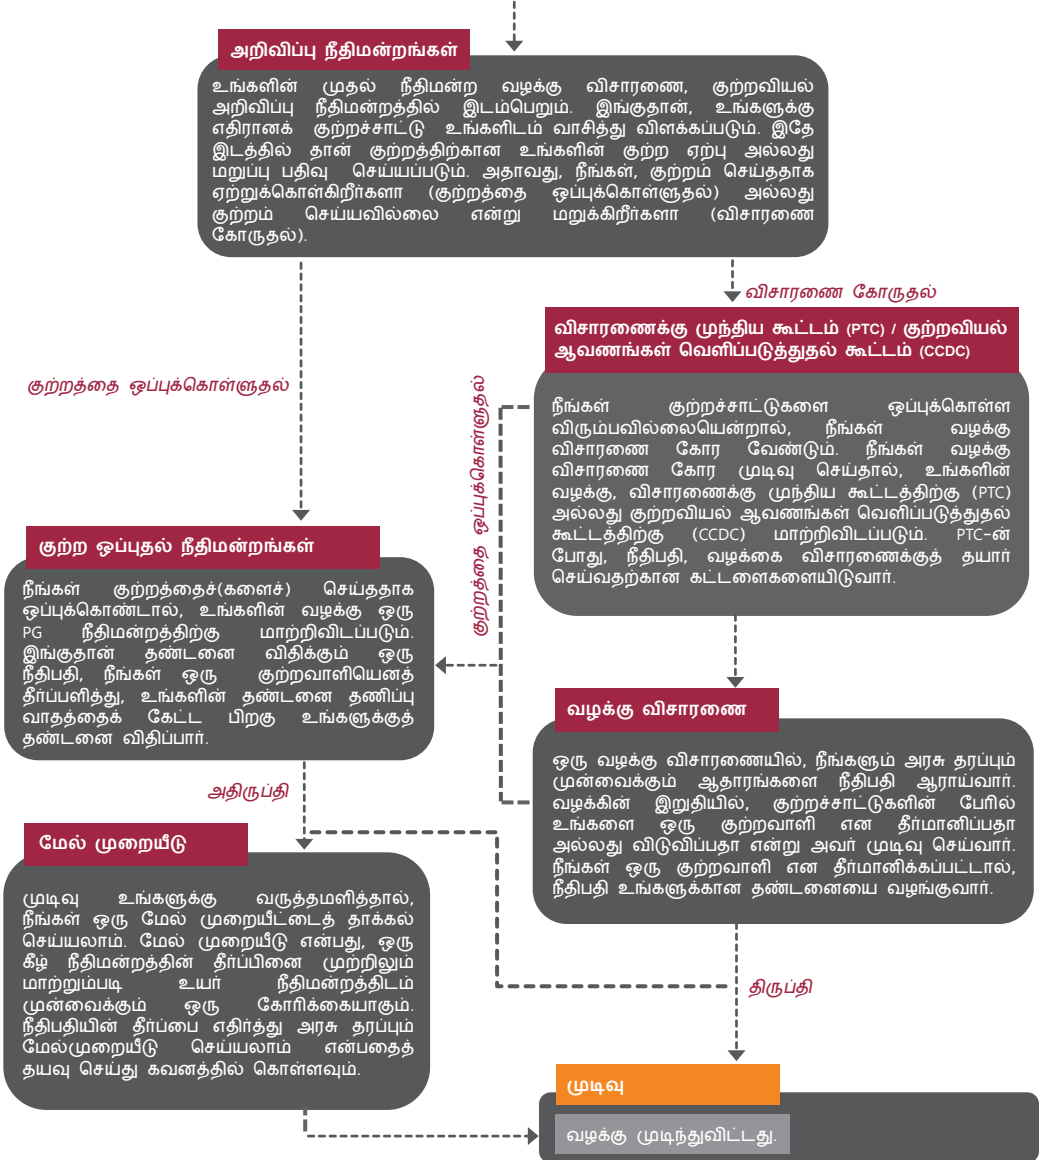 அறிவிப்பு நீதிமன்றங்கள்
உங்களின் முதல் நீதிமன்ற வழக்கு விசாரணை, குற்றவியல்
அறிவிப்பு நீதிமன்றத்தில் இடம்பெறும். இங்குதான், உங்களுக்கு
எதிரானக் குற்றச்சாட்டு உங்களிடம் வாசித்து விளக்கப்படும். இதே
இடத்தில் தான் குற்றத்திற்கான உங்களின் குற்ற ஏற்பு அல்லது
மறுப்பு பதிவு செய்யப்படும். அதாவது, நீங்கள், குற்றம் செய்ததாக
ஏற்றுக்கொள்கிறீர்களா (குற்றத்தை ஒப்புக்கொள்ளுதல்) அல்லது
குற்றம் செய்யவில்லை என்று மறுக்கிறீர்களா (விசாரணை
கோருதல்).
விசாரணை கோருதல்
விசாரணைக்கு முந்திய கூட்டம் (PTC) / குற்றவியல்
ஆவணங்கள் வெளிப்படுத்துதல் கூட்டம் (CCDC)
நீங்கள் குற்றச்சாட்டுகளை ஒப்புக்கொள்ள
விரும்பவில்லையென்றால், நீங்கள் வழக்கு
விசாரணை கோர வேண்டும். நீங்கள் வழக்கு
விசாரணை கோர முடிவு செய்தால், உங்களின்
வழக்கு, விசாரணைக்கு முந்திய கூட்டத்திற்கு (PTC)
அல்லது குற்றவியல் ஆவணங்கள் வெளிப்படுத்துதல்
கூட்டத்திற்கு (CCDC) மாற்றிவிடப்படும். PTC-ன்
போது, நீதிபதி, வழக்கை விசாரணைக்குத் தயார்
செய்வதற்கான கட்டளைகளையிடுவார்.
குற்றத்தை ஒப்புக்கொள்ளுதல்
குற்றத்தை ஒப்புக்கொள்ளுதல்
குற்ற ஒப்புதல் நீதிமன்றங்கள்
நீங்கள் குற்றத்தைச்(களைச்) செய்ததாக
ஒப்புக்கொண்டால், உங்களின் வழக்கு ஒரு
PG நீதிமன்றத்திற்கு மாற்றிவிடப்படும்.
இங்குதான் தண்டனை விதிக்கும் ஒரு
நீதிபதி, நீங்கள் ஒரு குற்றவாளியெனத்
தீர்ப்பளித்து, உங்களின் தண்டனை தணிப்பு
வாதத்தைக் கேட்ட பிறகு உங்களுக்குத்
தண்டனை விதிப்பார்.
வழக்கு விசாரணை
ஒரு வழக்கு விசாரணையில், நீங்களும் அரசு தரப்பும்
முன்வைக்கும் ஆதாரங்களை நீதிபதி ஆராய்வார்.
வழக்கின் இறுதியில், குற்றச்சாட்டுகளின் பேரில்
உங்களை ஒரு குற்றவாளி என தீர்மானிப்பதா
அல்லது விடுவிப்பதா என்று அவர் முடிவு செய்வார்.
நீங்கள் ஒரு குற்றவாளி என தீர்மானிக்கப்பட்டால்,
நீதிபதி உங்களுக்கான தண்டனையை வழங்குவார்.
அதிருப்தி
மேல் முறையீடு
முடிவு உங்களுக்கு வருத்தமளித்தால்,
நீங்கள் ஒரு மேல் முறையீட்டைத் தாக்கல்
செய்யலாம். மேல் முறையீடு என்பது, ஒரு
கீழ் நீதிமன்றத்தின் தீர்ப்பினை முற்றிலும்
மாற்றும்படி உயர் நீதிமன்றத்திடம்
முன்வைக்கும் ஒரு கோரிக்கையாகும்.
நீதிபதியின் தீர்ப்பை எதிர்த்து அரசு தரப்பும்
மேல்முறையீடு செய்யலாம் என்பதைத்
தயவு செய்து கவனத்தில் கொள்ளவும்.
திருப்தி
முடிவு
வழக்கு முடிந்துவிட்டது.